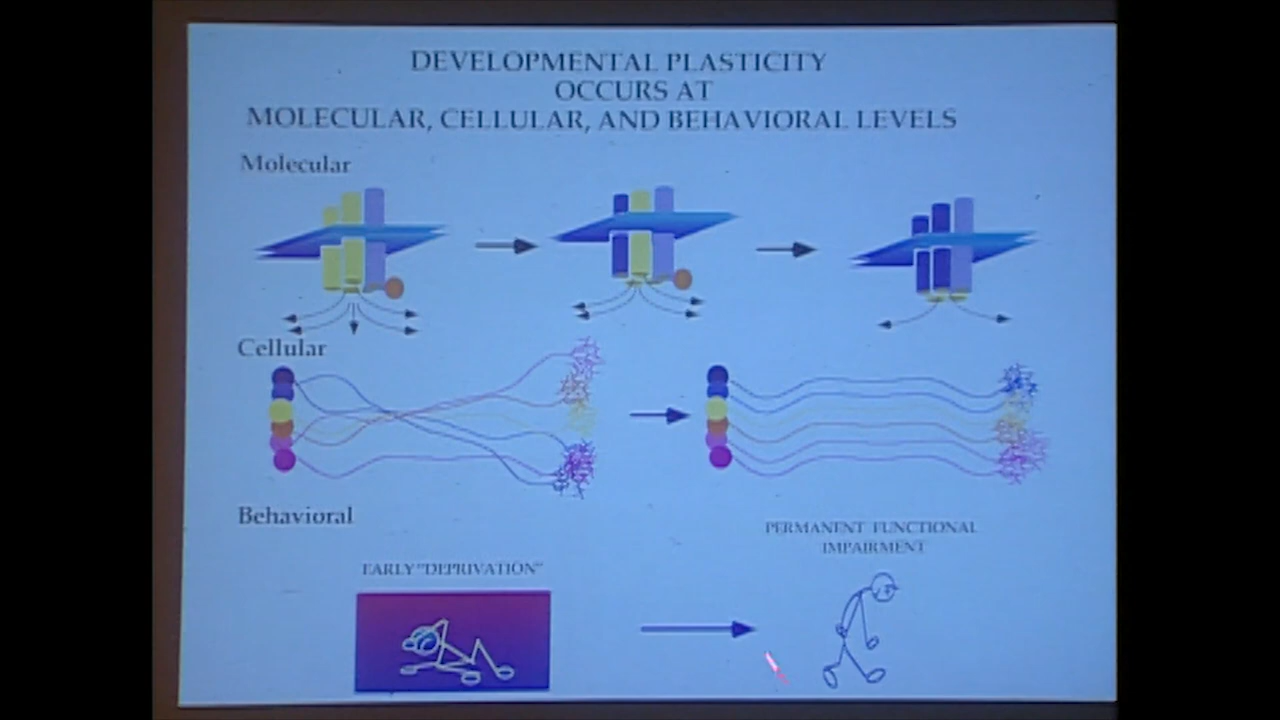 DEVELOPMENTAL PLASTICITY
OCCURS AT
MOLECULAR, CELLULAR, AND BEHAVIORAL LEVELS
Molecular
Cellular
Behavioral
PERMANENT FUNCTIONAL
IMPAIRMENT
EARLY "DEPRIVATION"